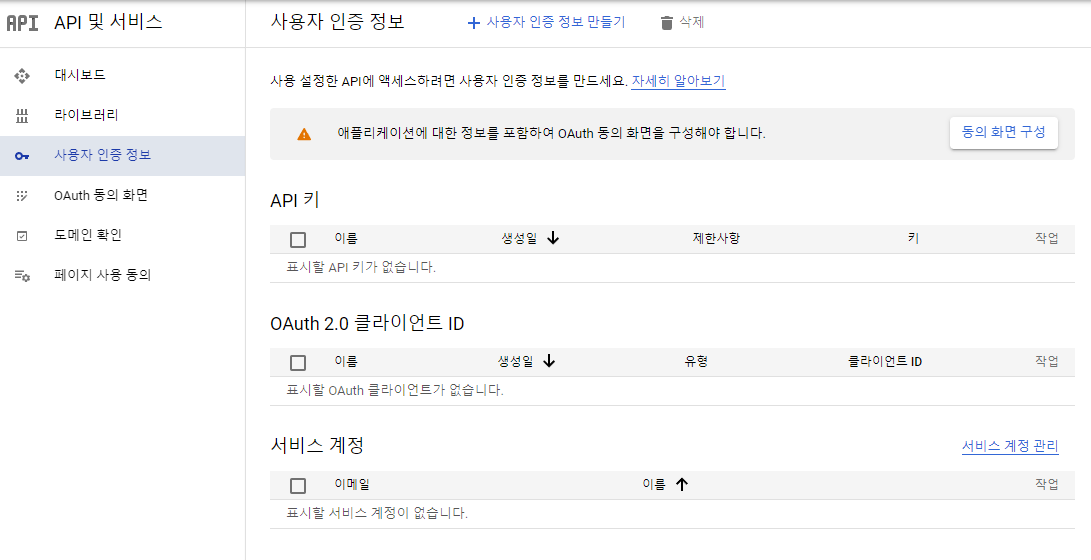 API API 및 서비스
사용자 인증 정보 + 사용자 인증 정보 만들기 삭제
대시보드
라이브러리
사용자 인증 정보
OAuth 동의 화면
도메인 확인
페이지 사용 동의
사용 설정한 API에 액세스하려면 사용자 인증 정보를 만드세요. 자세히 알아보기
애플리케이션에 대한 정보를 포함하여 OAuth 동의 화면을 구성해야 합니다. 동의 화면 구성
API 키
이름 생성일 제한사항 키 작업
표시할 API 키가 없습니다.
OAuth 2.0 클라이언트 ID
이름 생성일 유형 클라이언트 ID 작업
표시할 OAuth 클라이언트가 없습니다.
서비스 계정 서비스 계정 관리
이메일 이름 작업
표시할 서비스 계정이 없습니다.